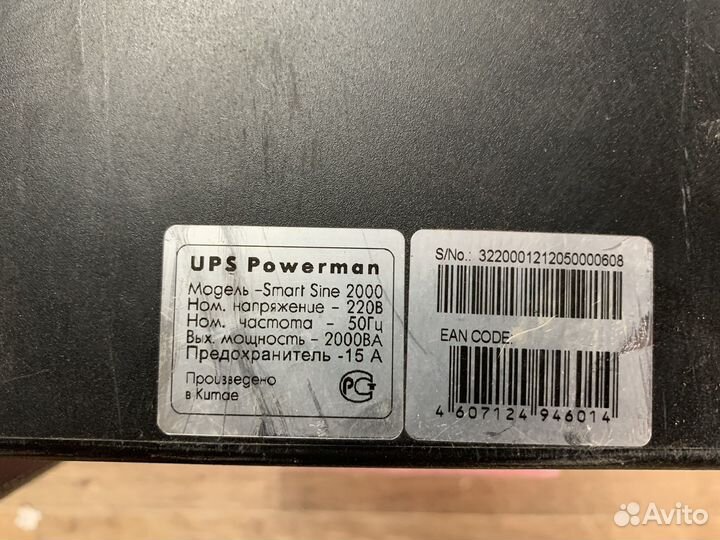 UPS Powerman
Модель –Smart Sine 2000
Ном. напряжение – 220В
Ном. частота – 50Гц
Вых. мощность – 2000ВА
Предохранитель -15 А
Произведено
в Китае
РСТ
S/No.: 3220001212050000608
EAN CODE:
4 607124 946014
Avito